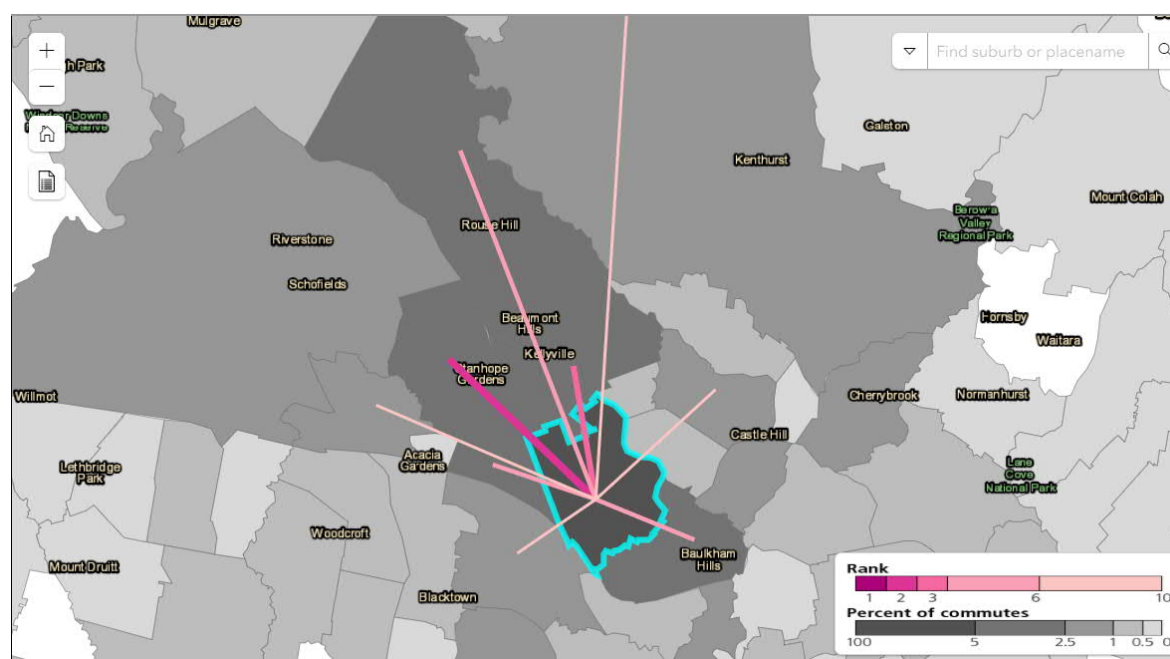 Mulgrave
gh Park
Find suburb or placename
Galston
Kenthurst
Mount Colah
Berowra
Valley
Regional Park
Rouse Hill
Riverstone
Schofields
Beaumont
Hills
Kellyville
Hornsby
Waitara
Stanhope
Gardens
Willmot
Cherrybrook
Normanhurst
Castle Hill
Acacia
Gardens
Lethbridge
Park
Lane
Cove
National Park
Woodcroft
Mount Druitt
Baulkham
Hills
Blacktown
Rank
1 2 3 6 10
Percent of commutes
100 5 2.5 1 0.5 0